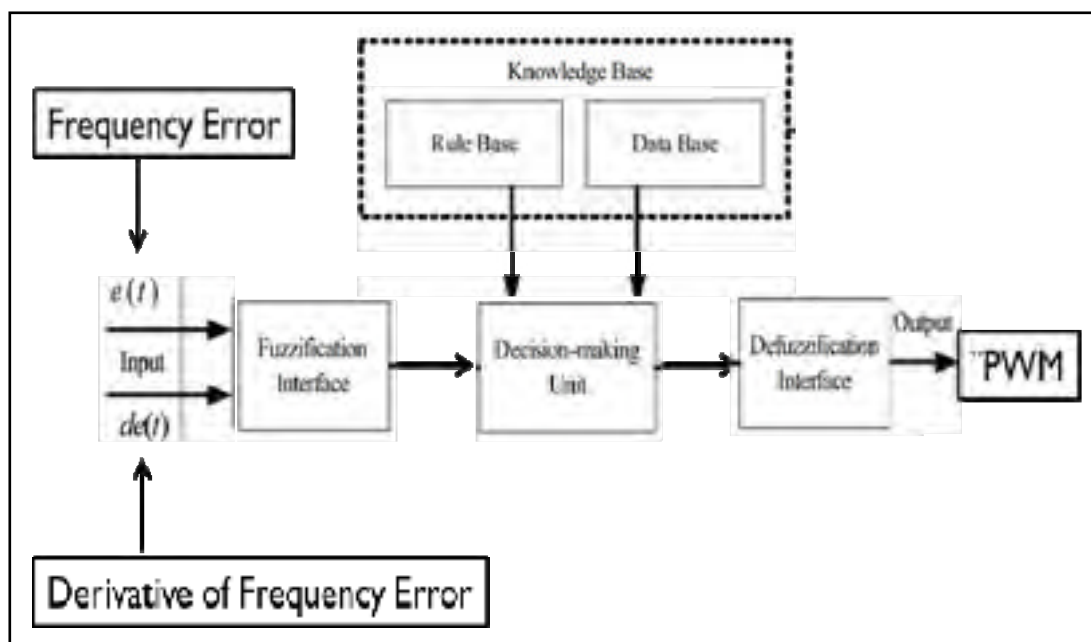 Knowledge Base
Frequency Error
Rule Base
Data Base
e(t)
Input
de(t)
Fuzzification
Interface
Decision-making
Unit
Defuzzification
Interface
Output
PWM
Derivative of Frequency Error